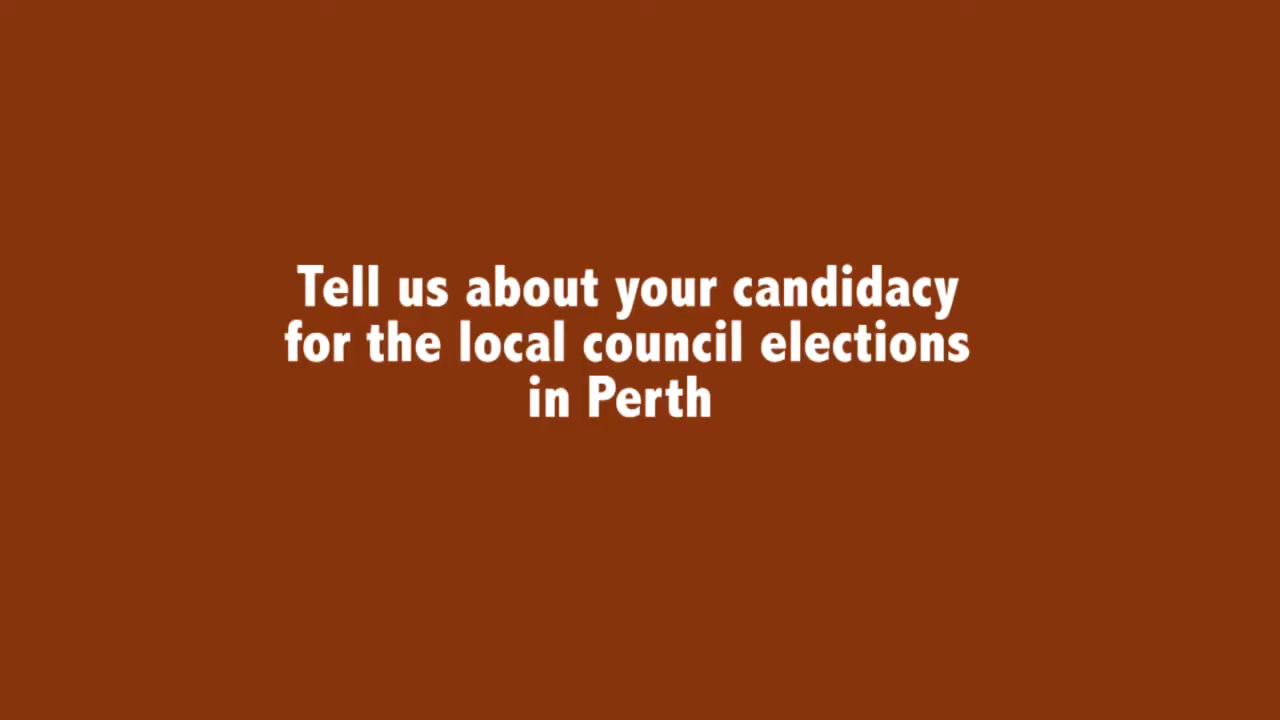 Tell us about your candidacy
for the local council elections
in Perth